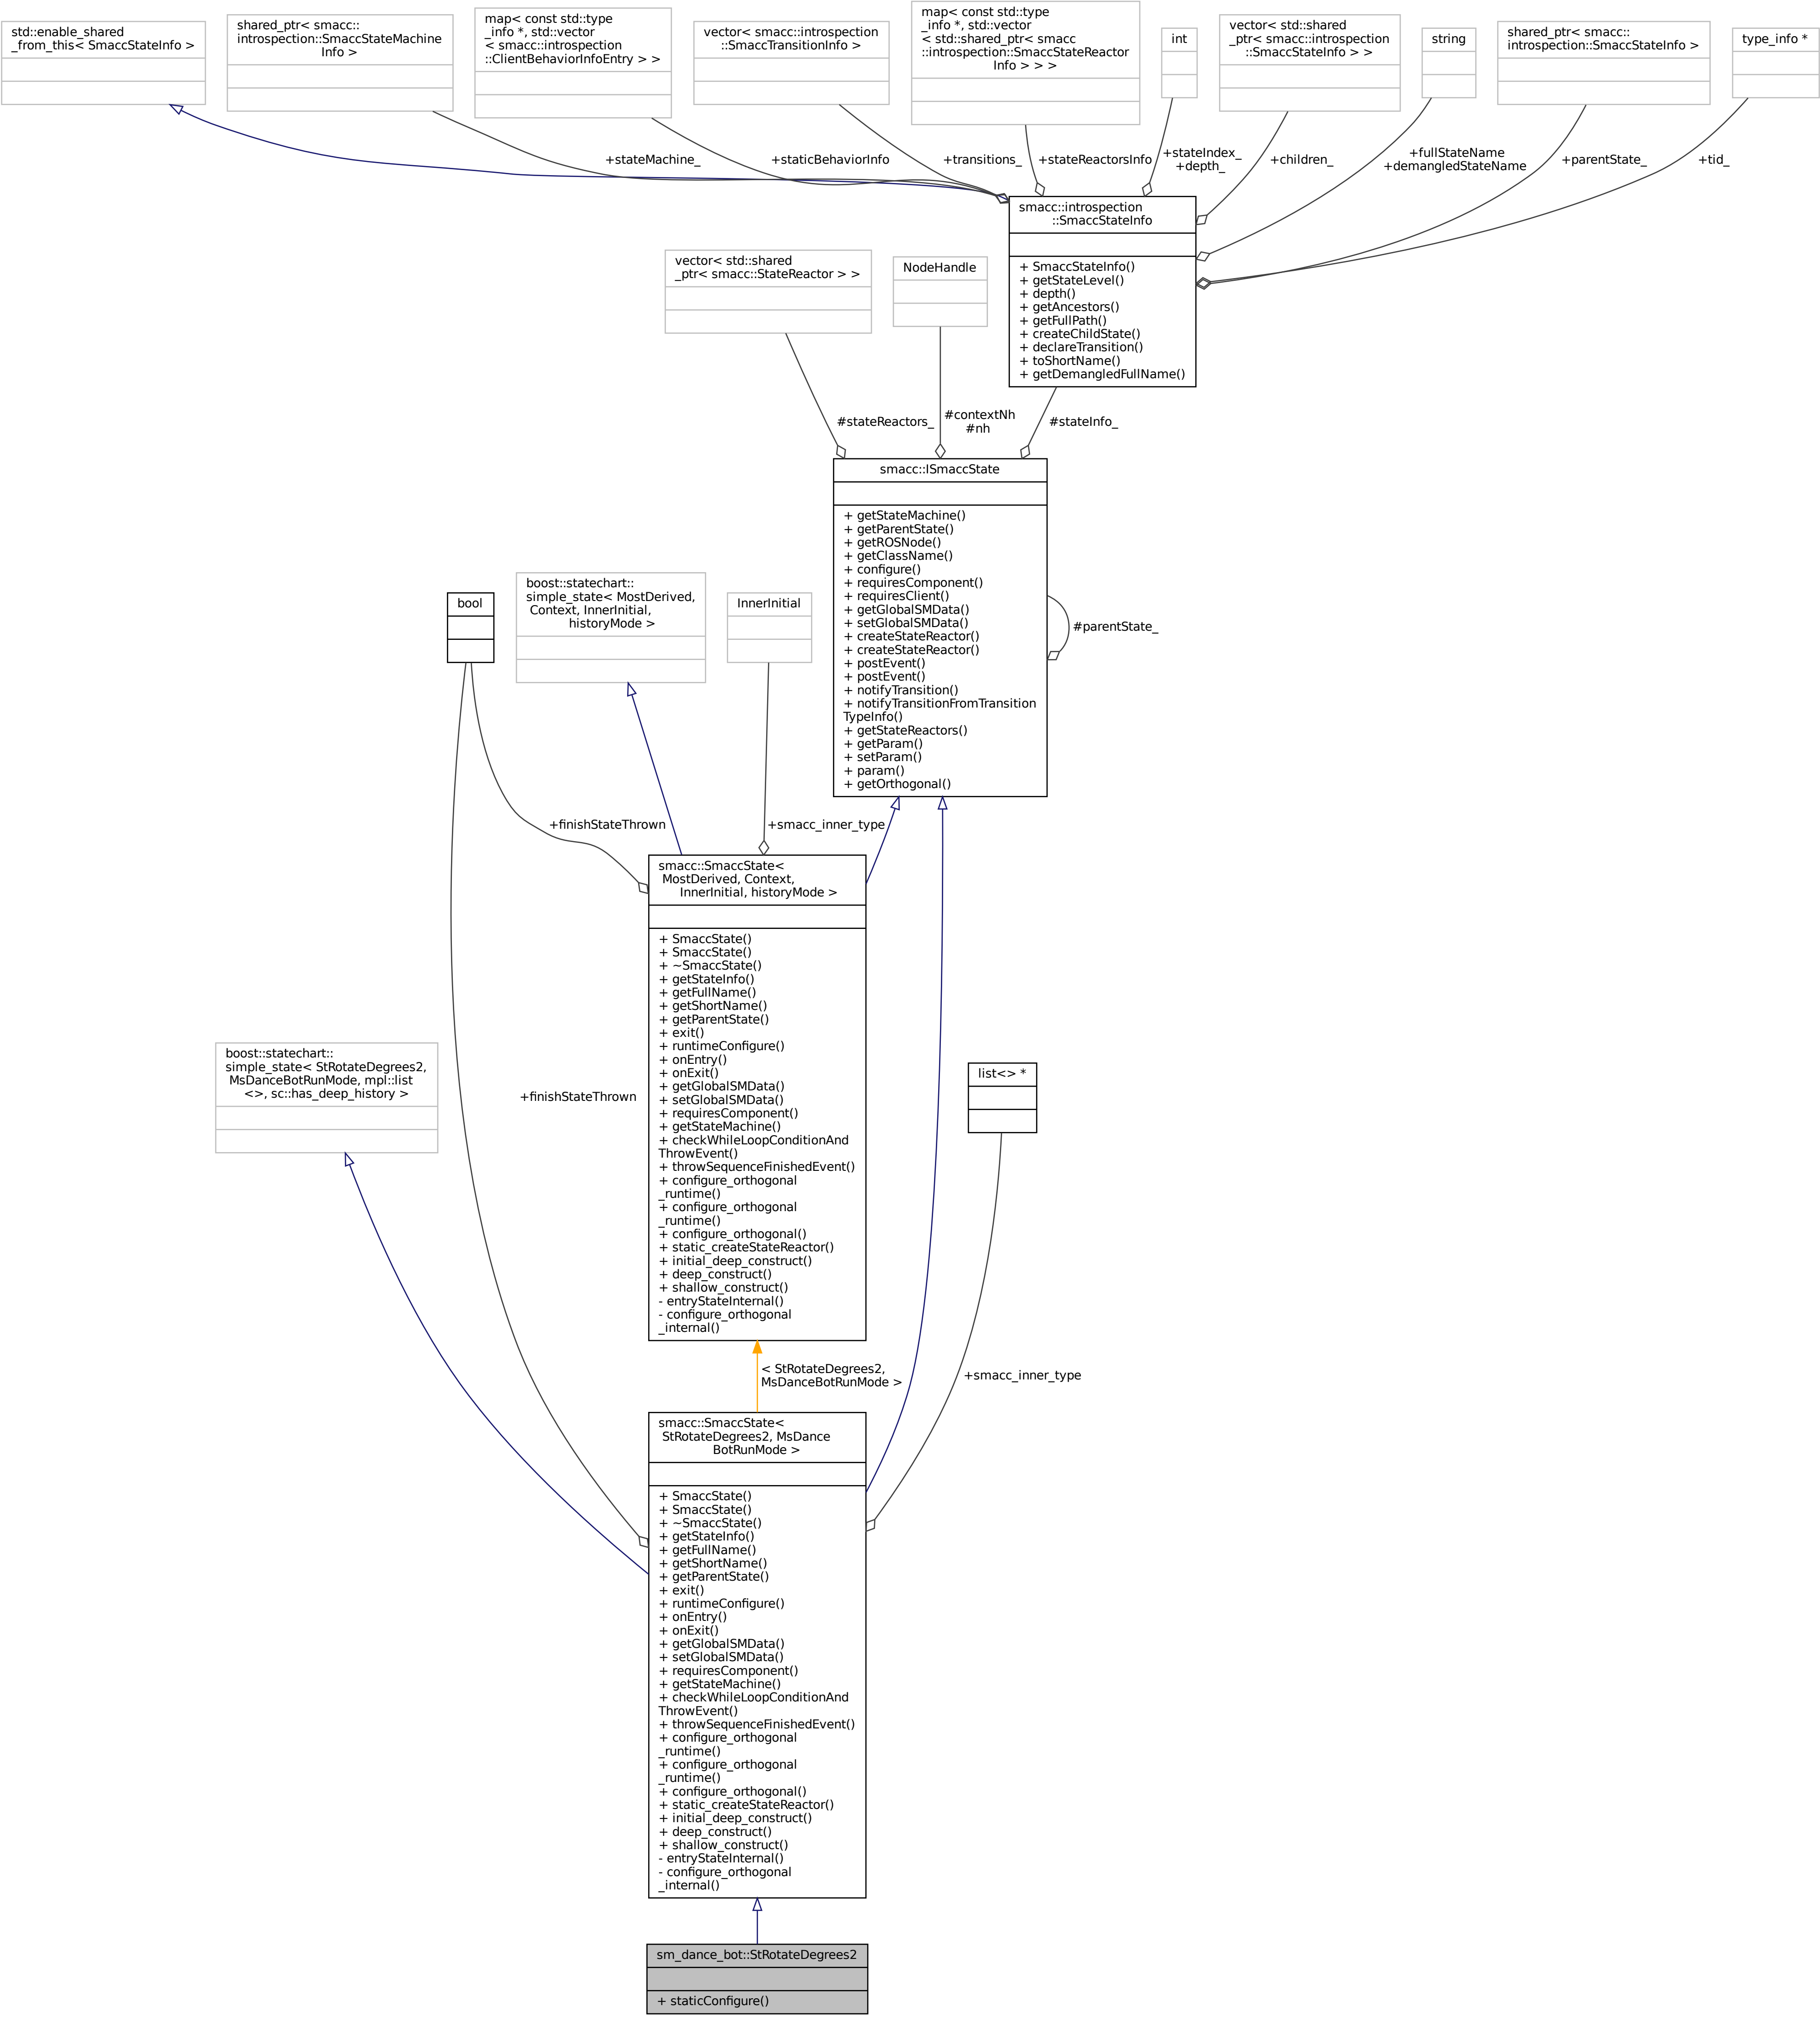 std::enable_shared
_from_this< SmaccStateInfo >
shared_ptr< smacc::
introspection::SmaccStateMachine
Info >
map< const std::type
_info *, std::vector
< smacc::introspection
::ClientBehaviorInfoEntry > >
vector< smacc::introspection
::SmaccTransitionInfo >
map< const std::type
_info *, std::vector
< std::shared_ptr< smacc
::introspection::SmaccStateReactor
Info > > >
int
vector< std::shared
_ptr< smacc::introspection
::SmaccStateInfo > >
string
shared_ptr< smacc::
introspection::SmaccStateInfo >
type_info *
+stateMachine_
+staticBehaviorInfo
+transitions_
+stateReactorsInfo
+stateIndex_
+depth_
+children_
+fullStateName
+demangledStateName
+parentState_
+tid_
smacc::introspection
::SmaccStateInfo
+ SmaccStateInfo()
+ getStateLevel()
+ depth()
+ getAncestors()
+ getFullPath()
+ createChildState()
+ declareTransition()
+ toShortName()
+ getDemangledFullName()
vector< std::shared
_ptr< smacc::StateReactor > >
NodeHandle
#stateReactors_
#contextNh
#nh
#stateInfo_
smacc::ISmaccState
+ getStateMachine()
+ getParentState()
+ getROSNode()
+ getClassName()
+ configure()
+ requiresComponent()
+ requiresClient()
+ getGlobalSMData()
+ setGlobalSMData()
+ createStateReactor()
+ createStateReactor()
+ postEvent()
+ postEvent()
+ notifyTransition()
+ notifyTransitionFromTransition
TypeInfo()
+ getStateReactors()
+ getParam()
+ setParam()
+ param()
+ getOrthogonal()
#parentState_
bool
boost::statechart::
simple_state< MostDerived,
Context, InnerInitial,
historyMode >
InnerInitial
+finishStateThrown
+smacc_inner_type
smacc::SmaccState<
MostDerived, Context,
InnerInitial, historyMode >
+ SmaccState()
+ SmaccState()
+ ~SmaccState()
+ getStateInfo()
+ getFullName()
+ getShortName()
+ getParentState()
+ exit()
+ runtimeConfigure()
+ onEntry()
+ onExit()
+ getGlobalSMData()
+ setGlobalSMData()
+ requiresComponent()
+ getStateMachine()
+ checkWhileLoopConditionAnd
ThrowEvent()
+ throwSequenceFinishedEvent()
+ configure_orthogonal
_runtime()
+ configure_orthogonal
_runtime()
+ configure_orthogonal()
+ static_createStateReactor()
+ initial_deep_construct()
+ deep_construct()
+ shallow_construct()
- entryStateInternal()
- configure_orthogonal
_internal()
boost::statechart::
simple_state< StRotateDegrees2,
MsDanceBotRunMode, mpl::list
<>, sc::has_deep_history >
+finishStateThrown
list<> *
< StRotateDegrees2,
MsDanceBotRunMode >
+smacc_inner_type
smacc::SmaccState<
StRotateDegrees2, MsDance
BotRunMode >
+ SmaccState()
+ SmaccState()
+ ~SmaccState()
+ getStateInfo()
+ getFullName()
+ getShortName()
+ getParentState()
+ exit()
+ runtimeConfigure()
+ onEntry()
+ onExit()
+ getGlobalSMData()
+ setGlobalSMData()
+ requiresComponent()
+ getStateMachine()
+ checkWhileLoopConditionAnd
ThrowEvent()
+ throwSequenceFinishedEvent()
+ configure_orthogonal
_runtime()
+ configure_orthogonal
_runtime()
+ configure_orthogonal()
+ static_createStateReactor()
+ initial_deep_construct()
+ deep_construct()
+ shallow_construct()
- entryStateInternal()
- configure_orthogonal
_internal()
sm_dance_bot::StRotateDegrees2
+ staticConfigure()